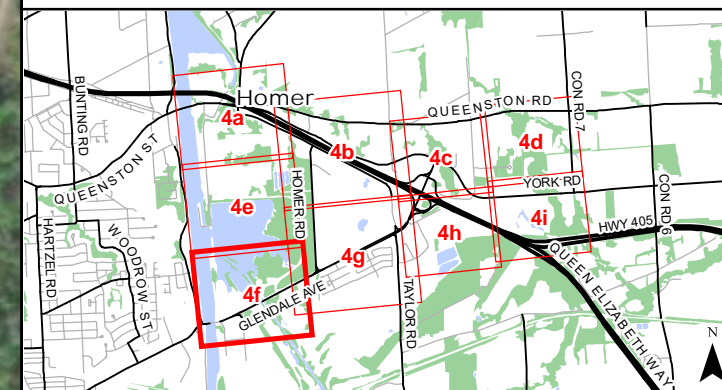 BUNTING RD
Homer
4a
QUEENSTON RD
CON RD 7
4b
4c
4d
QUEENSTON ST
HOMER RD
YORK RD
CON RD 6
4e
HARTZEL RD
WOODROW ST
4g
4h
4i
HWY 405
4f
GLENDALE AVE
TAYLOR RD
QUEEN ELIZABETH WAY
N